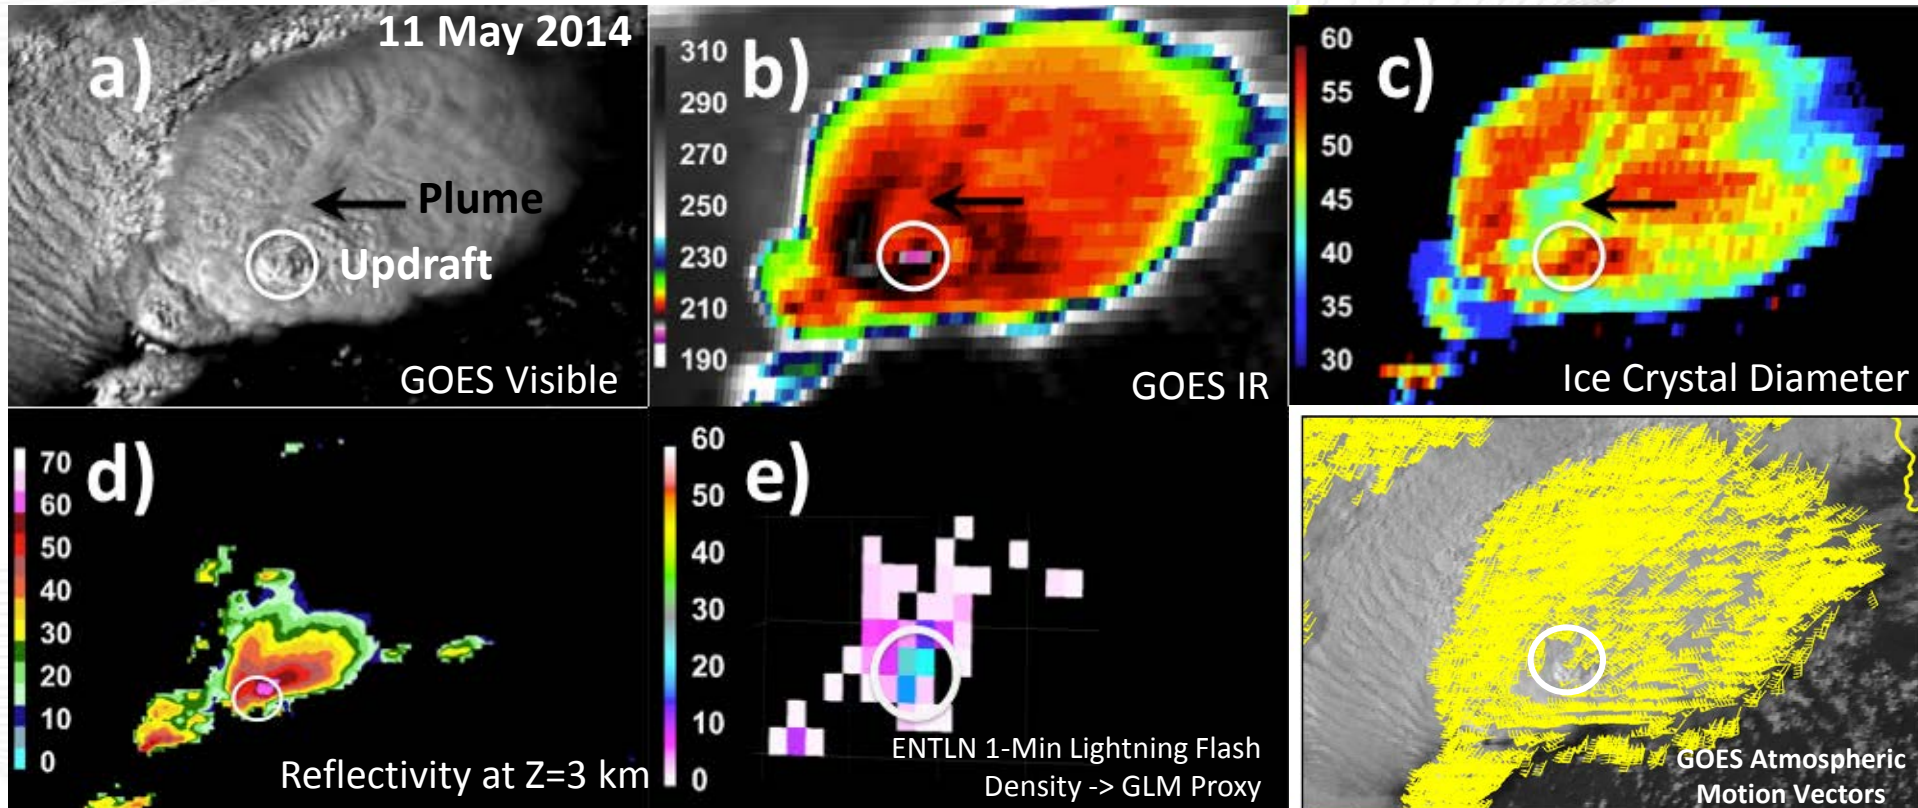 11 May 2014
a)
Plume
Updraft
GOES Visible
310
290
270
250
230
210
190
b)
GOES IR
60
55
50
45
40
35
30
c)
Ice Crystal Diameter
70
60
50
40
30
20
10
0
d)
Reflectivity at Z=3 km
60
50
40
30
20
10
0
e)
ENTLN 1-Min Lightning Flash
Density -> GLM Proxy
GOES Atmospheric
Motion Vectors